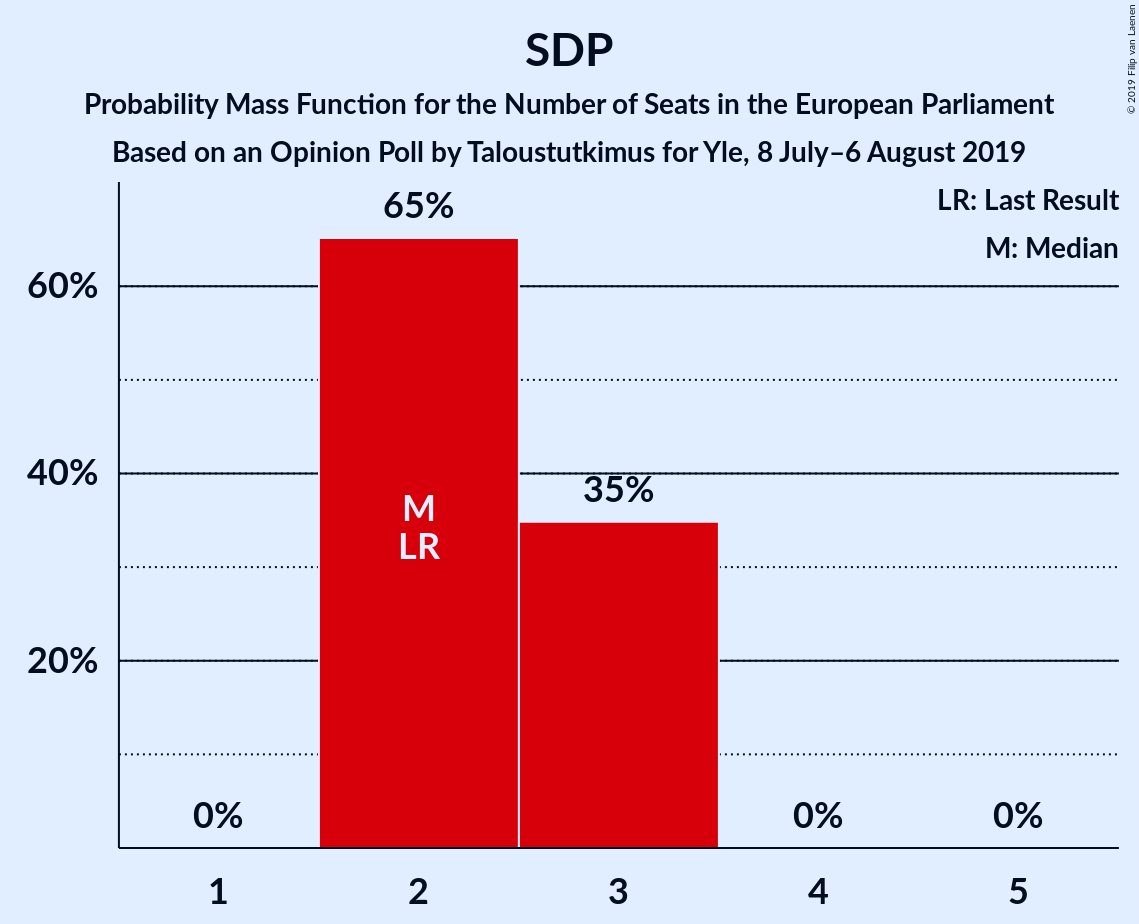 SDP
Probability Mass Function for the Number of Seats in the European Parliament
Based on an Opinion Poll by Taloustutkimus for Yle, 8 July–6 August 2019
© 2019 Filip van Laenen
LR: Last Result
M: Median
65%
60%
40%
35%
M
LR
20%
0%
0%
0%
1
2
3
4
5